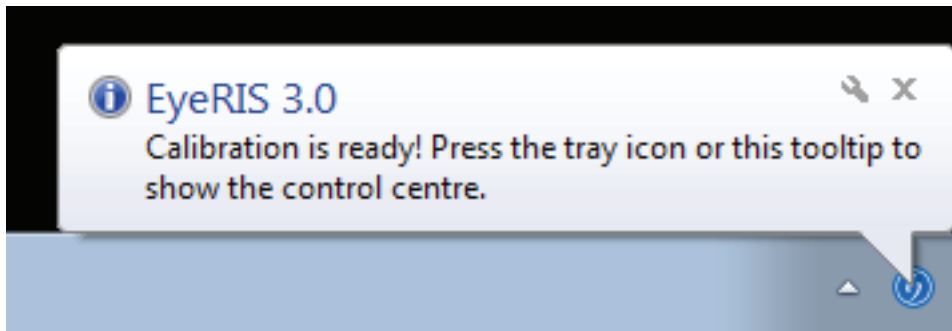 EyeRIS 3.0
Calibration is ready! Press the tray icon or this tooltip to
show the control centre.